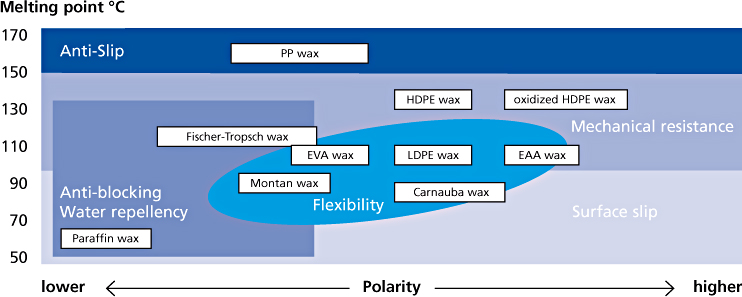 Melting point °C
170
Anti-Slip
PP wax
150
HDPE wax
oxidized HDPE wax
130
Mechanical resistance
Fischer-Tropsch wax
110
EVA wax
LDPE wax
EAA wax
90
Montan wax
Carnauba wax
Anti-blocking
Water repellency
Flexibility
Surface slip
70
Paraffin wax
50
lower
Polarity
higher